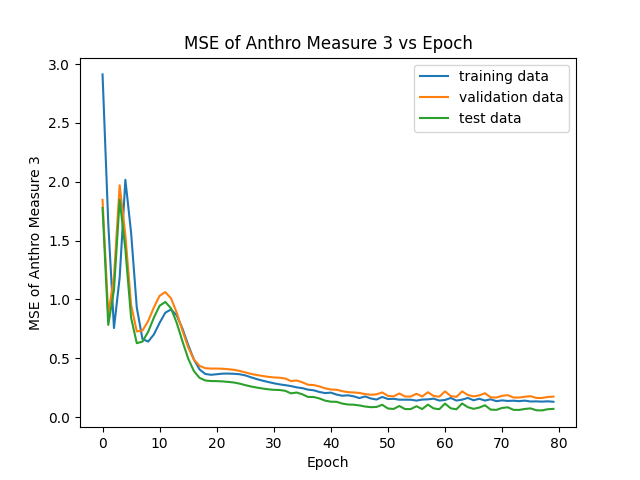 MSE of Anthro Measure 3 vs Epoch
training data
validation data
test data
MSE of Anthro Measure 3
3.0
2.5
2.0
1.5
1.0
0.5
0.0
0 10 20 30 40 50 60 70 80
Epoch